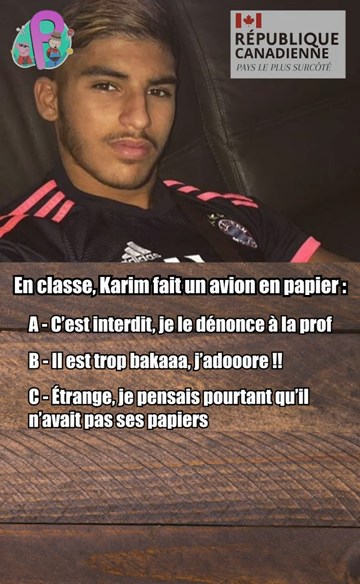 P
RÉPUBLIQUE
CANADIENNE
PAYS LE PLUS SURCÔTÉ
adidas
En classe, Karim fait un avion en papier :
A - C'est interdit, je le dénonce à la prof
B - Il est trop bakaaa, j'adooore !!
C - Étrange, je pensais pourtant qu'il
n'avait pas ses papiers